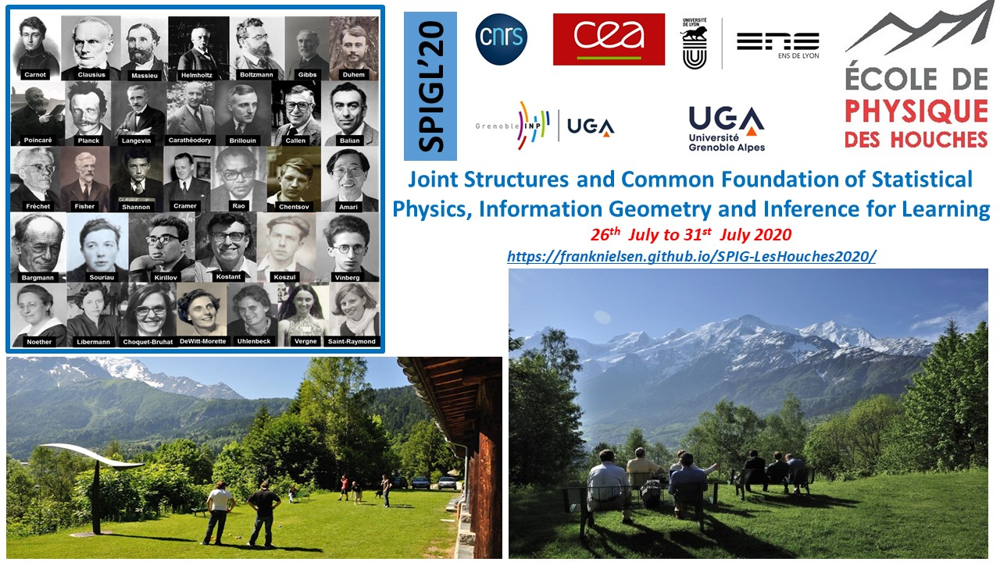 Carnot
Clausius
Massieu
Helmholtz
Boltzmann
Gibbs
Duhem
Poincaré
Planck
Langevin
Carathéodory
Brillouin
Callen
Balian
Fréchet
Fisher
CLAUDE
Shannon
Cramer
Rao
Chentsov
Amari
Bargmann
Souriau
Kirillov
Kostant
Koszul
Vinberg
Noether
Libermann
Choquet-Bruhat
DeWitt-Morette
Uhlenbeck
Vergne
Saint-Raymond
SPIGL'20
cnrs
cea
UNIVERSITÉ
DE LYON
ENS
ENS DE LYON
Grenoble INP
UGA
UGA
Université
Grenoble Alpes
ÉCOLE DE
PHYSIQUE
DES HOUCHES
Joint Structures and Common Foundation of Statistical
Physics, Information Geometry and Inference for Learning
26th July to 31st July 2020
https://franknielsen.github.io/SPIG-LesHouches2020/